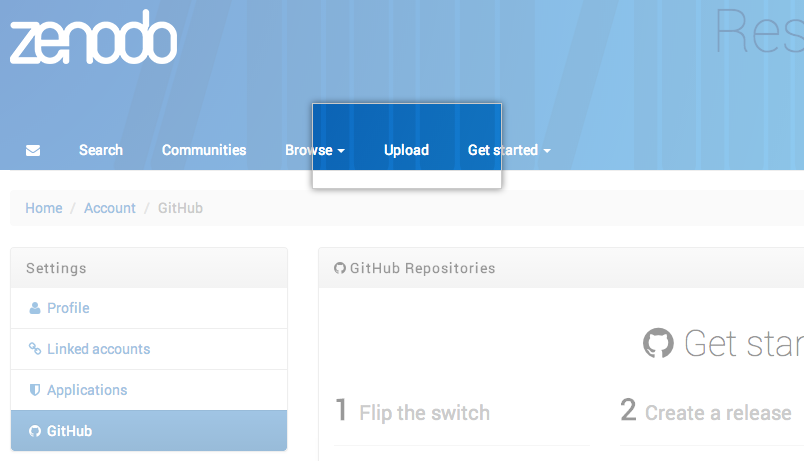 zenodo
Res
Search Communities Browse Upload Get started
Home / Account / GitHub
Settings
GitHub Repositories
Profile
Get star
Linked accounts
Applications
1 Flip the switch
2 Create a release
GitHub